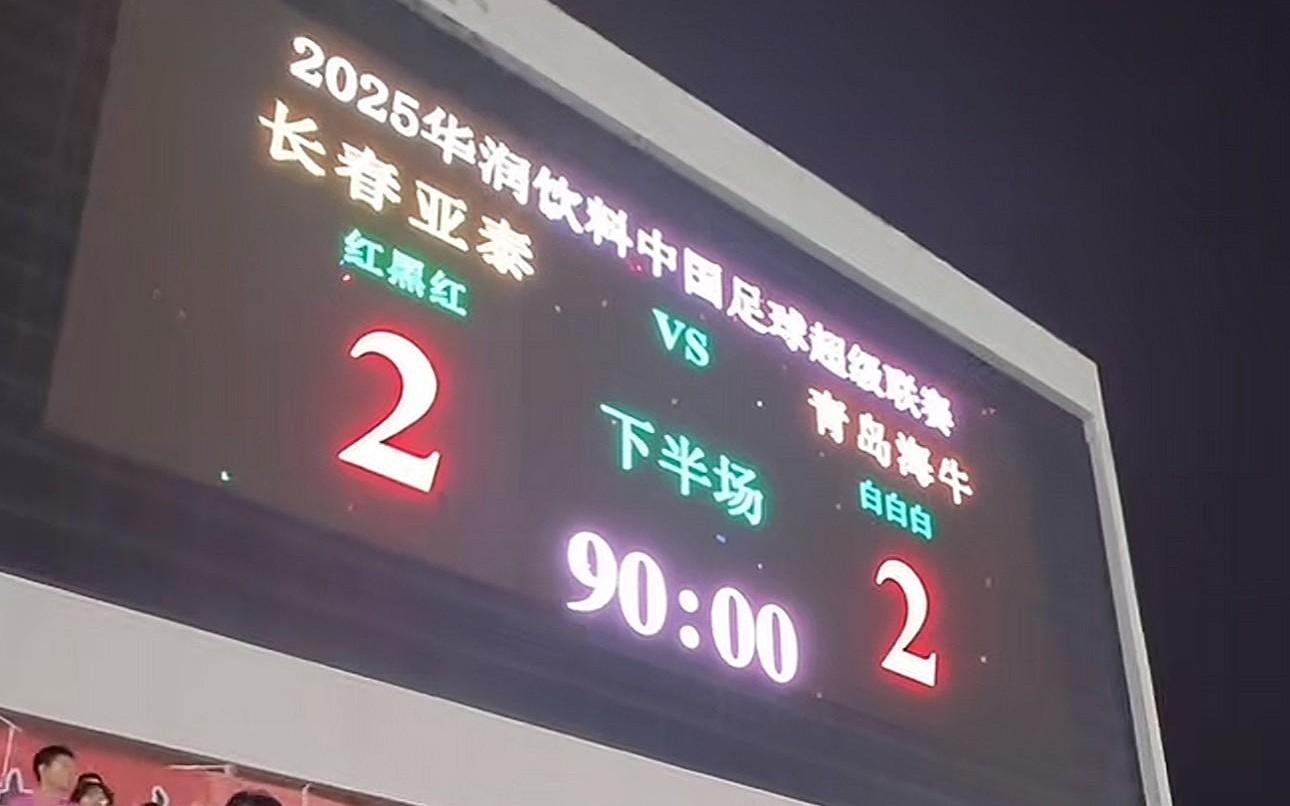 2025华润饮料中国足球超级联赛
长春亚泰 VS 青岛海牛
红黑红 白白白
2 下半场 2
90:00